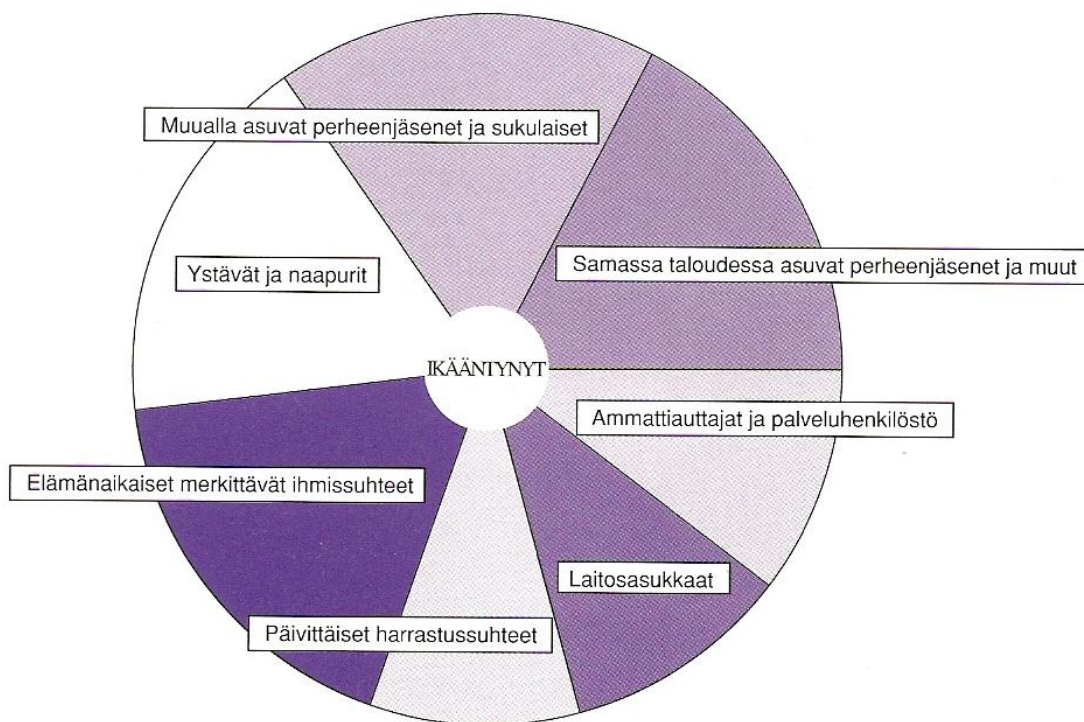 Muualla asuvat perheenjäsenet ja sukulaiset
Samassa taloudessa asuvat perheenjäsenet ja muut
Ystävät ja naapurit
IKÄÄNTYNYT
Ammattiauttajat ja palveluhenkilöstö
Elämänaikaiset merkittävät ihmissuhteet
Laitosasukkaat
Päivittäiset harrastussuhteet